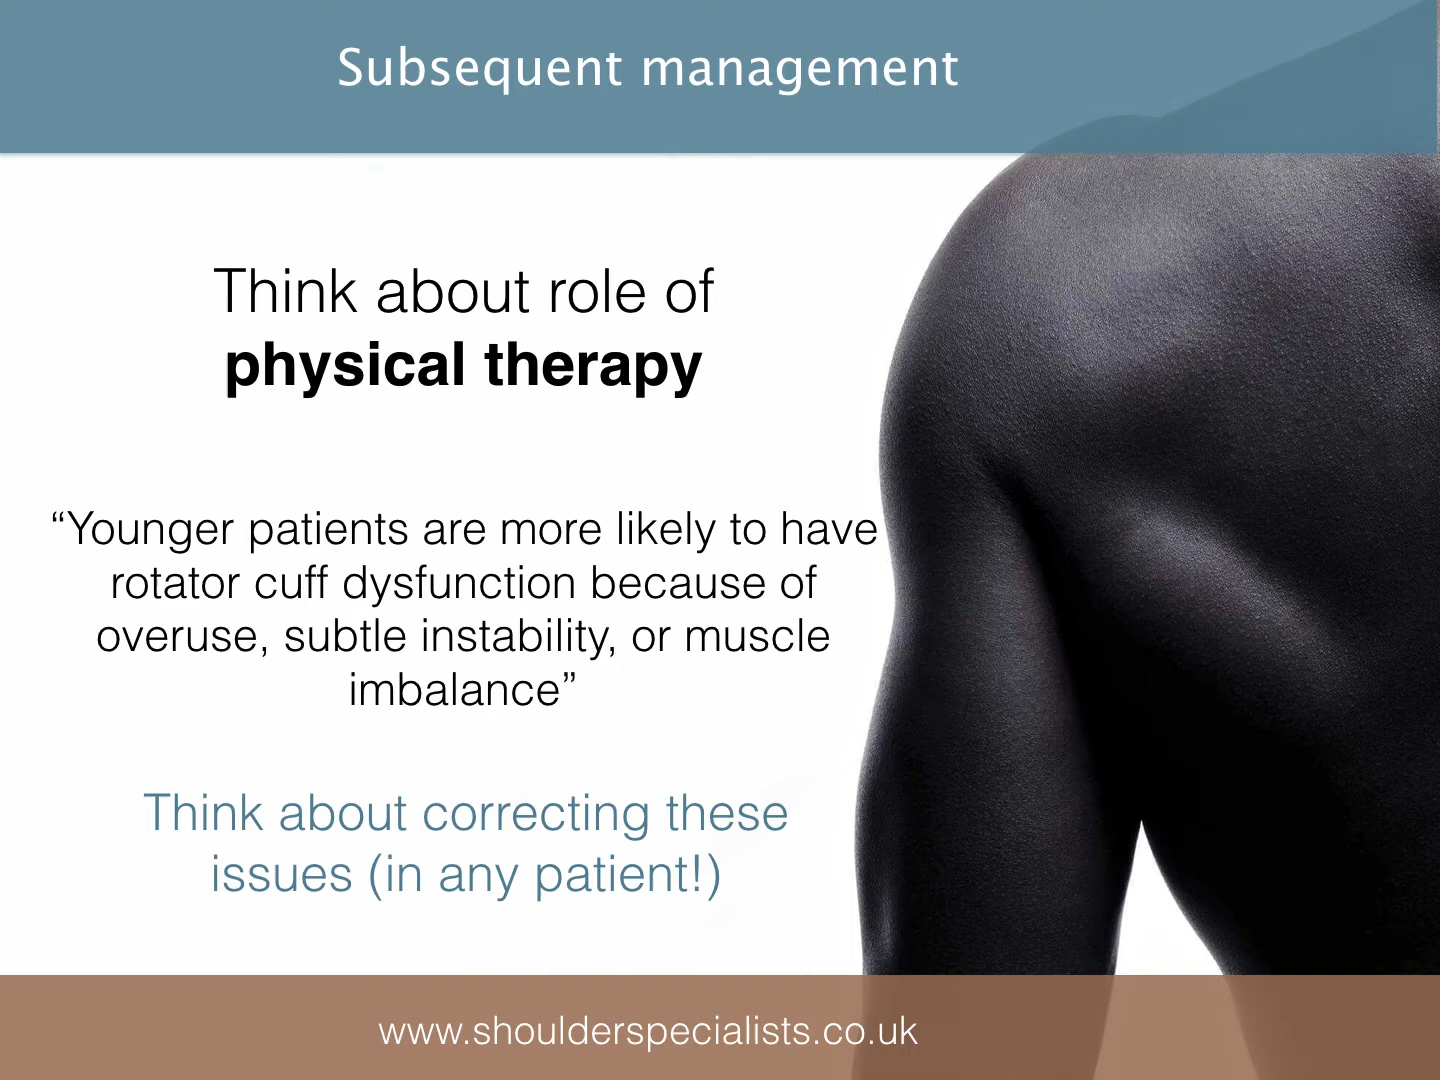 Subsequent management
Think about role of
physical therapy
“Younger patients are more likely to have
rotator cuff dysfunction because of
overuse, subtle instability, or muscle
imbalance”
Think about correcting these
issues (in any patient!)
www.shoulderspecialists.co.uk